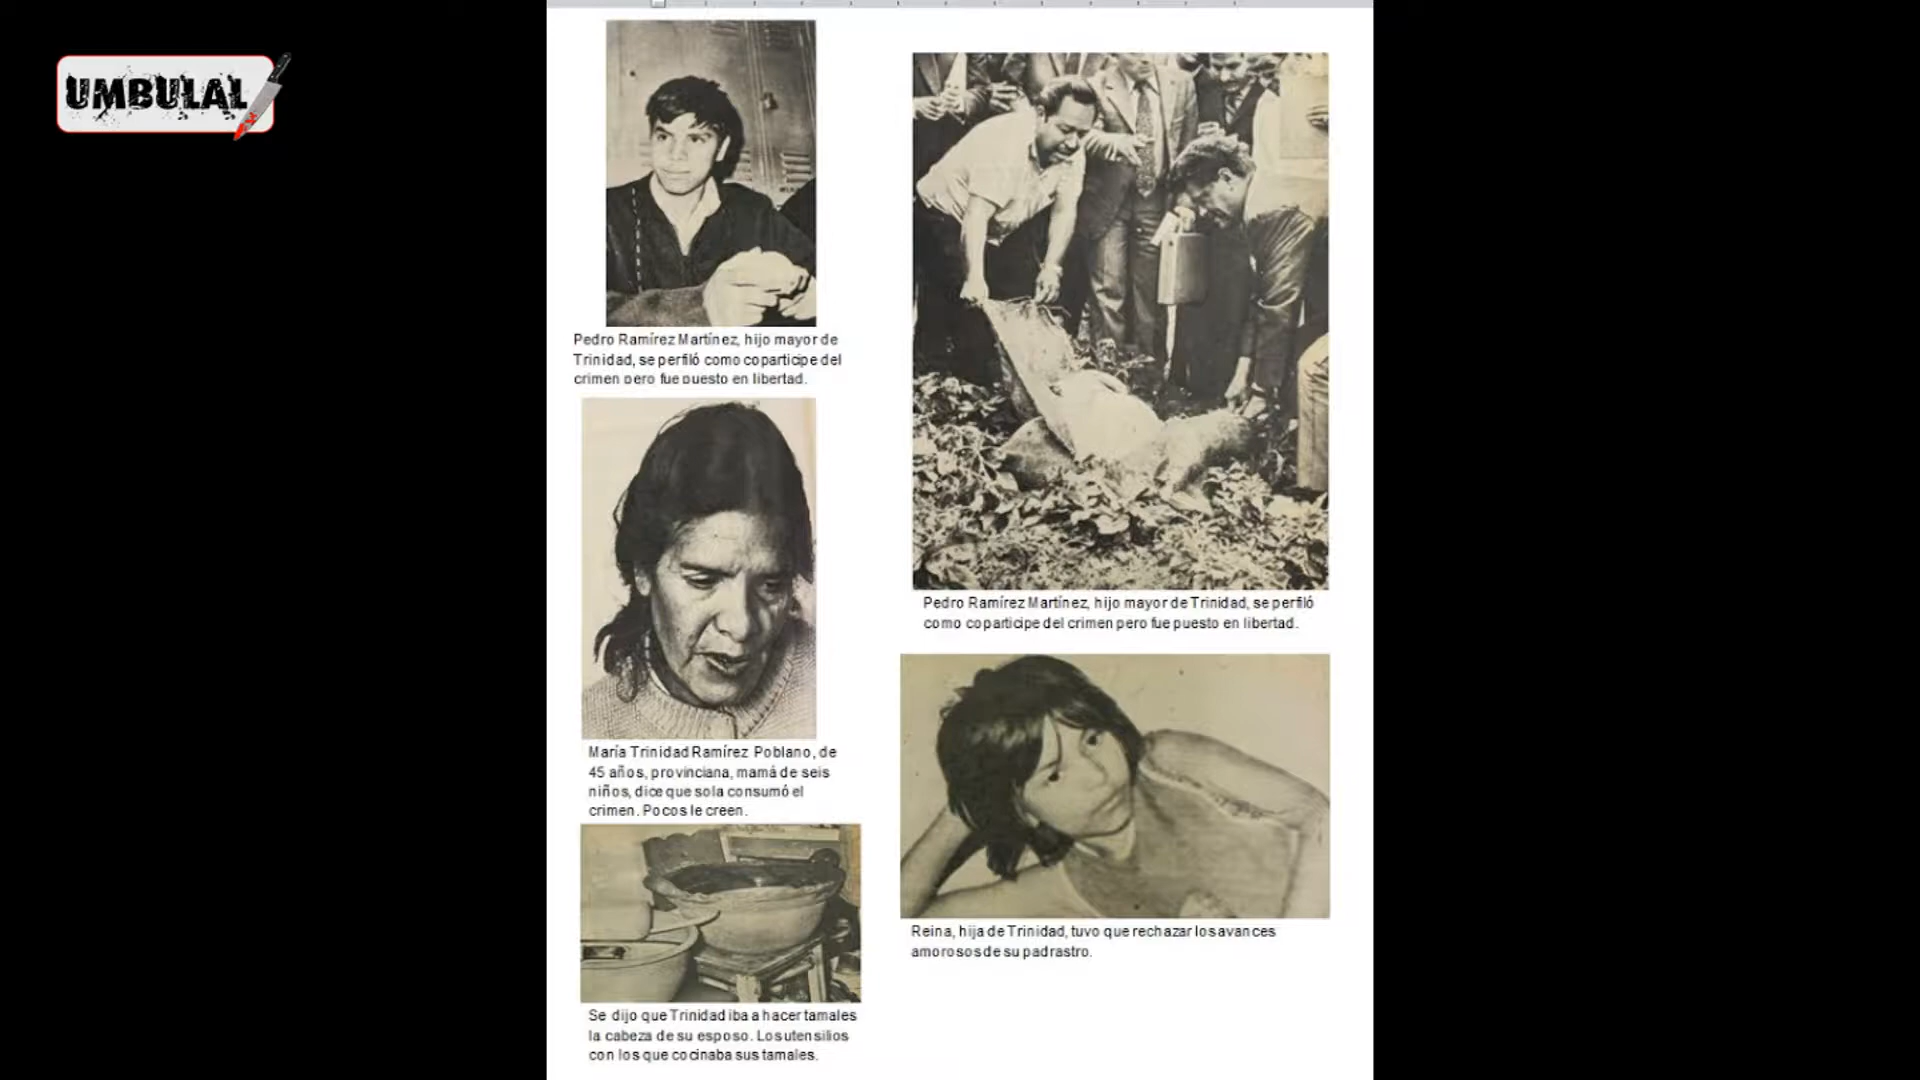 UMBULAL
Pedro Ramírez Martínez, hijo mayor de
Trinidad, se perfiló como coparticipe del
crimen pero fue puesto en libertad.
María Trinidad Ramírez Poblano, de
45 años, provinciana, mamá de seis
niños, dice que sola consumó el
crimen. Pocos le creen.
Se dijo que Trinidad iba a hacer tamales
la cabeza de su esposo. Los utensilios
con los que cocinaba sus tamales.
Pedro Ramírez Martínez, hijo mayor de Trinidad, se perfiló
como coparticipe del crimen pero fue puesto en libertad.
Reina, hija de Trinidad, tuvo que rechazar los avances
amorosos de su padrastro.